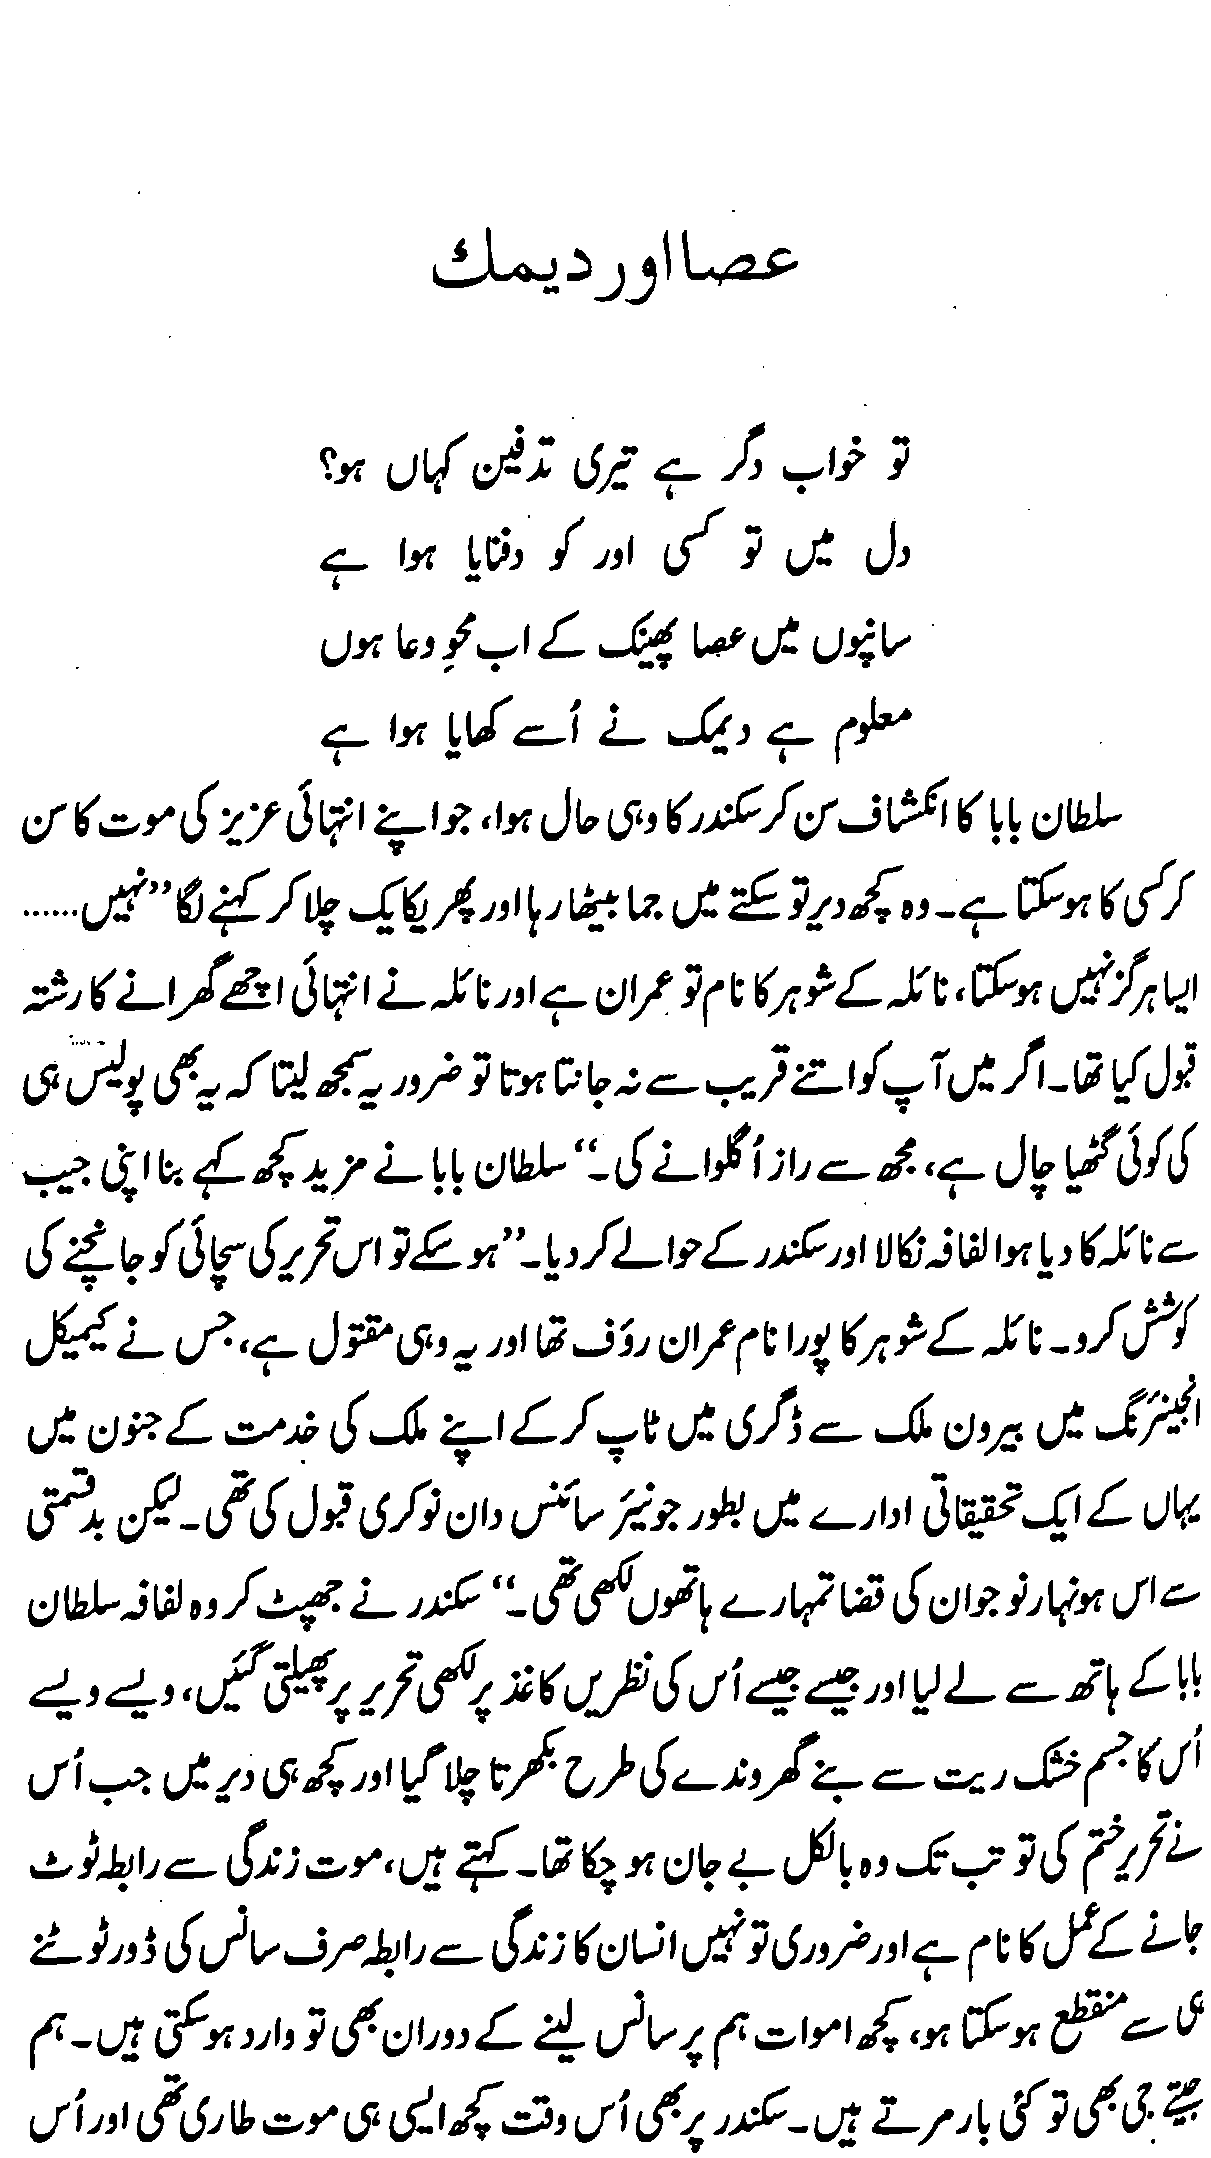 عصا اور دیمک
تو خواب دگر ہے تیری تدفین کہاں ہو؟
دل میں تو کسی اور کو دفنایا ہوا ہے
سانپوں میں عصا پھینک کے اب محوِ دعا ہوں
معلوم ہے دیمک نے اُسے کھایا ہوا ہے
سلطان بابا کا انکشاف سن کر سکندر کا وہی حال ہوا، جو اپنے انتہائی عزیز کی موت کا سن
کر کسی کا ہو سکتا ہے۔ وہ کچھ دیر تو سکتے میں جما بیٹھا رہا اور پھر یکایک چلا کر کہنے لگا ”نہیں......
ایسا ہرگز نہیں ہو سکتا، نائلہ کے شوہر کا نام تو عمران ہے اور نائلہ نے انتہائی اچھے گھرانے کا رشتہ
قبول کیا تھا۔ اگر میں آپ کو اتنے قریب سے نہ جانتا ہوتا تو ضرور یہ سمجھ لیتا کہ یہ بھی پولیس ہی
کی کوئی گھٹیا چال ہے، مجھ سے راز اُگلوانے کی۔“ سلطان بابا نے مزید کچھ کہے بنا اپنی جیب
سے نائلہ کا دیا ہوا لفافہ نکالا اور سکندر کے حوالے کر دیا۔ ”ہو سکے تو اس تحریر کی سچائی کو جانچنے کی
کوشش کرو۔ نائلہ کے شوہر کا پورا نام عمران رؤف تھا اور یہ وہی مقتول ہے، جس نے کیمیکل
انجینئرنگ میں بیرون ملک سے ڈگری میں ٹاپ کر کے اپنے ملک کی خدمت کے جنون میں
یہاں کے ایک تحقیقاتی ادارے میں بطور جونیئر سائنس دان نوکری قبول کی تھی۔ لیکن بدقسمتی
سے اس ہونہار نوجوان کی قضا تمہارے ہاتھوں لکھی تھی۔“ سکندر نے جھپٹ کر وہ لفافہ سلطان
بابا کے ہاتھ سے لے لیا اور جیسے جیسے اُس کی نظریں کاغذ پر لکھی تحریر پر پھیلتی گئیں، ویسے ویسے
اُس کا جسم خشک ریت سے بنے گھروندے کی طرح بکھرتا چلا گیا اور کچھ ہی دیر میں جب اُس
نے تحریر ختم کی تو تب تک وہ بالکل بے جان ہو چکا تھا۔ کہتے ہیں، موت زندگی سے رابطہ ٹوٹ
جانے کے عمل کا نام ہے اور ضروری تو نہیں انسان کا زندگی سے رابطہ صرف سانس کی ڈور ٹوٹنے
ہی سے منقطع ہو سکتا ہو، کچھ اموات ہم پر سانس لینے کے دوران بھی تو وارد ہو سکتی ہیں۔ ہم
جیتے جی بھی تو کئی بار مرتے ہیں۔ سکندر پر بھی اُس وقت کچھ ایسی ہی موت طاری تھی اور اُس